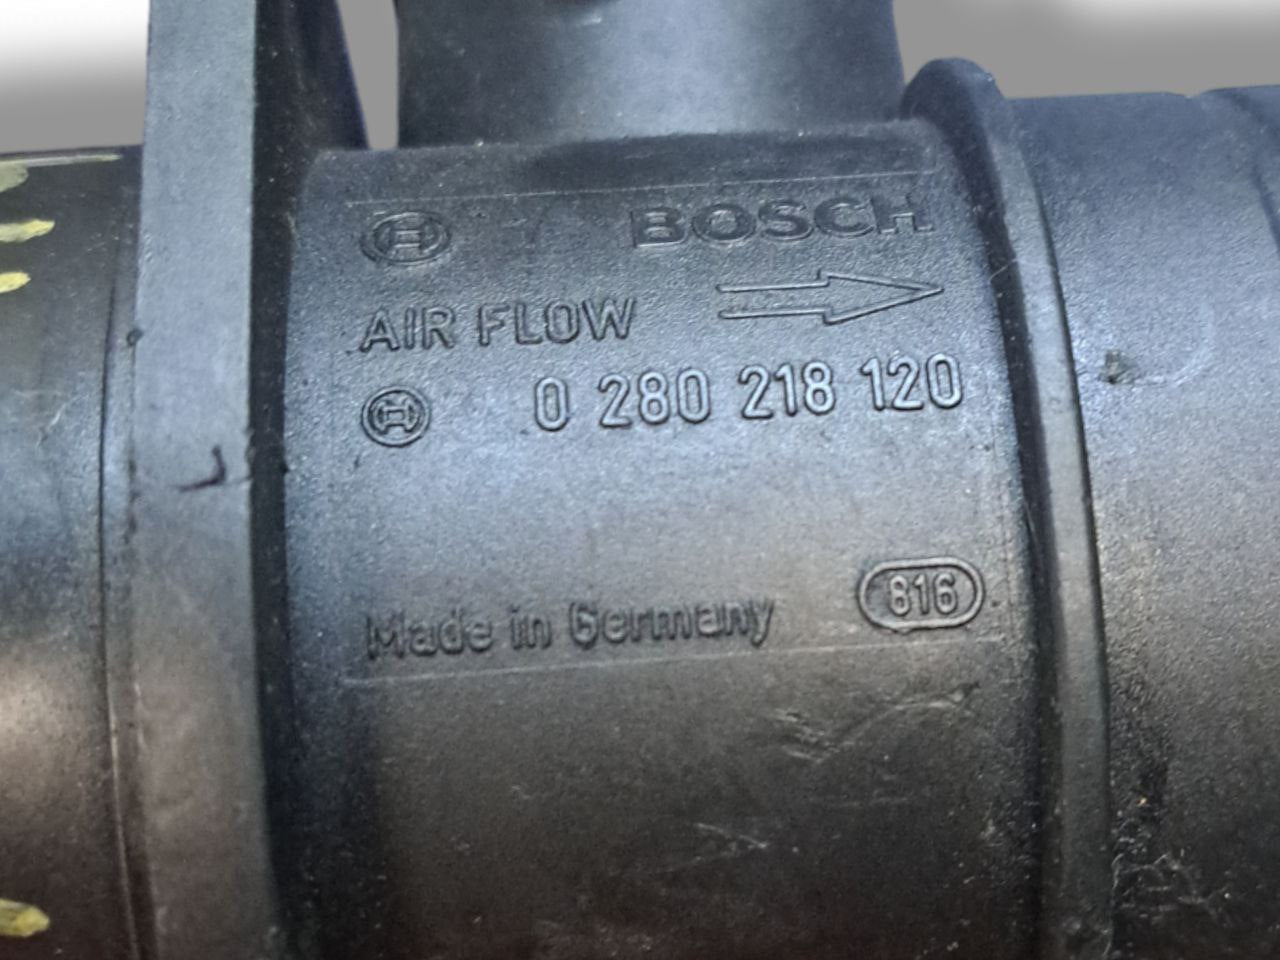 BOSCH
AIR FLOW
0 280 218 120
Made in Germany
816